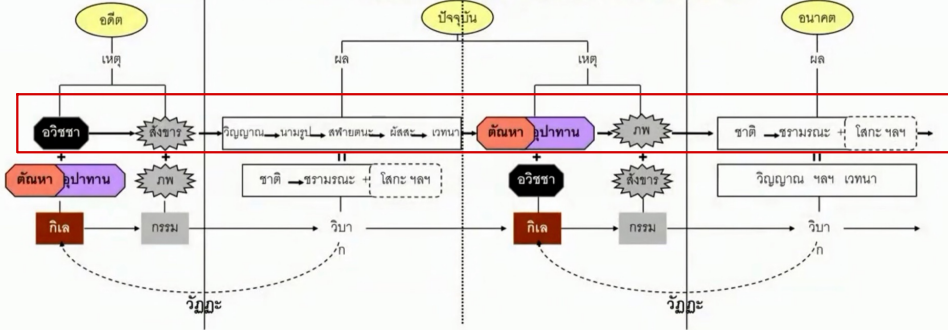 อดีต ปัจจุบัน อนาคต
เหตุ ผล เหตุ ผล
อวิชชา สังขาร วิญญาณ นามรูป สฬายตนะ ผัสสะ เวทนา ตัณหา อุปาทาน ภพ ชาติ ชรามรณะ + โสกะ ฯลฯ
+ + = + + =
ตัณหา อุปาทาน ภพ ชาติ ชรามรณะ + โสกะ ฯลฯ อวิชชา สังขาร วิญญาณ ฯลฯ เวทนา
กิเล กรรม วิบา กิเล กรรม วิบา
ก ก
วัฏฏะ วัฏฏะ